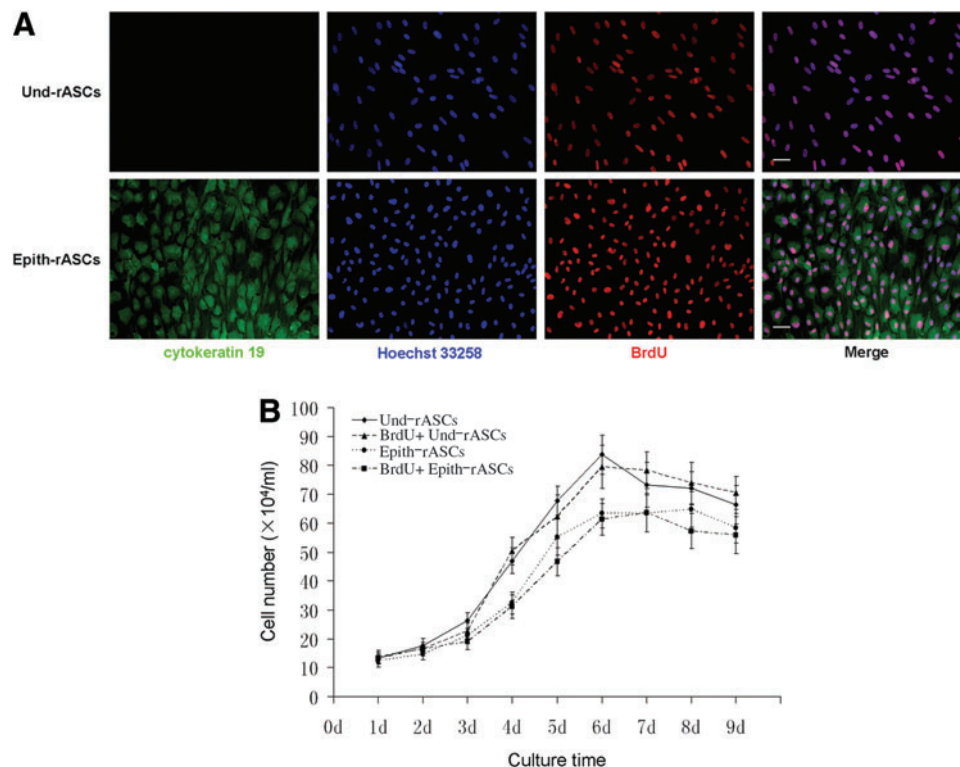 A
Und-rASCs
Epith-rASCs
cytokeratin 19
Hoechst 33258
BrdU
Merge
B
Und-rASCs
BrdU+ Und-rASCs
Epith-rASCs
BrdU+ Epith-rASCs
Cell number (×10⁴/ml)
100
90
80
70
60
50
40
30
20
10
0
0d 1d 2d 3d 4d 5d 6d 7d 8d 9d
Culture time